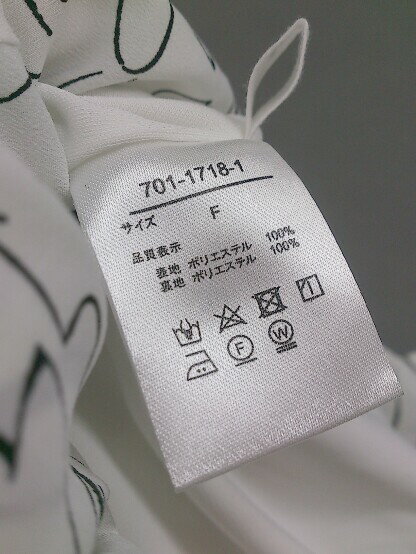 701-1718-1
サイズ F
品質表示
表地 ポリエステル 100%
裏地 ポリエステル 100%
F W